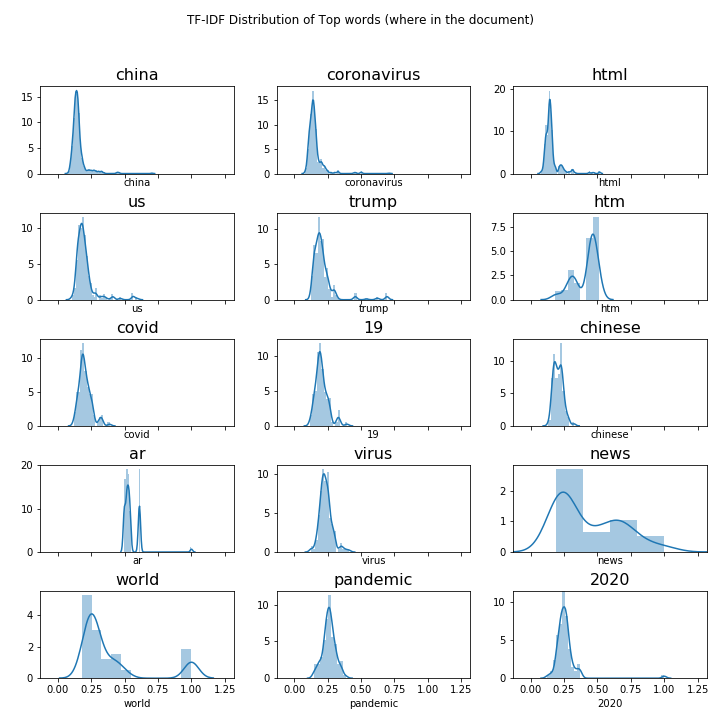 TF-IDF Distribution of Top words (where in the document)
china
coronavirus
html
15
10
5
0
china
15
10
5
0
coronavirus
20
10
0
html
us
trump
htm
10
5
0
us
10
5
0
trump
7.5
5.0
2.5
0.0
htm
covid
19
chinese
10
5
0
covid
10
5
0
19
10
5
0
chinese
ar
virus
news
20
10
0
ar
10
5
0
virus
2
1
0
news
world
pandemic
2020
4
2
0
0.00 0.25 0.50 0.75 1.00 1.25
world
10
5
0
0.00 0.25 0.50 0.75 1.00 1.25
pandemic
10
5
0
0.00 0.25 0.50 0.75 1.00 1.25
2020